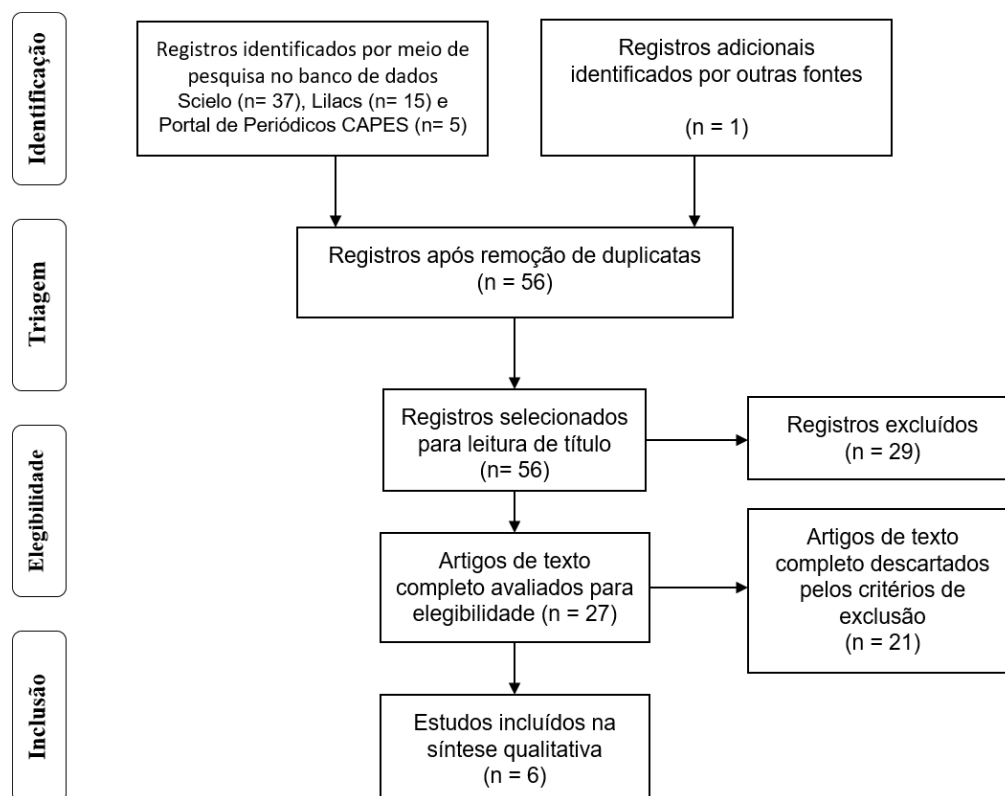 Identificação
Registros identificados por meio de
pesquisa no banco de dados
Scielo (n= 37), Lilacs (n= 15) e
Portal de Periódicos CAPES (n= 5)
Registros adicionais
identificados por outras fontes
(n = 1)
Triagem
Registros após remoção de duplicatas
(n = 56)
Elegibilidade
Registros selecionados
para leitura de título
(n= 56)
Registros excluídos
(n = 29)
Artigos de texto
completo avaliados para
elegibilidade (n = 27)
Artigos de texto
completo descartados
pelos critérios de
exclusão
(n = 21)
Inclusão
Estudos incluídos na
síntese qualitativa
(n = 6)